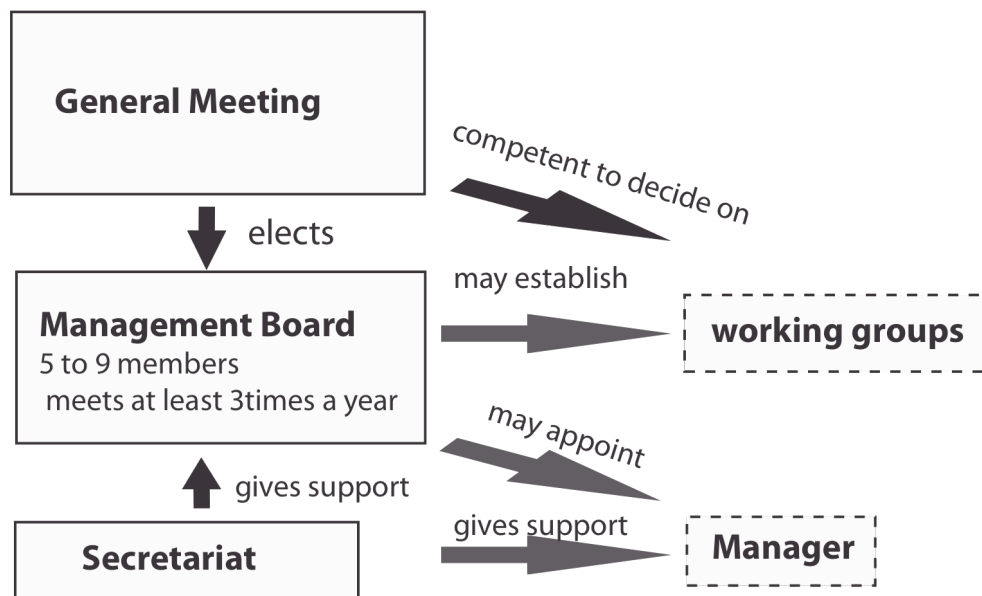 General Meeting
competent to decide on
elects
may establish
Management Board
5 to 9 members
meets at least 3times a year
working groups
may appoint
gives support
gives support
Secretariat
Manager